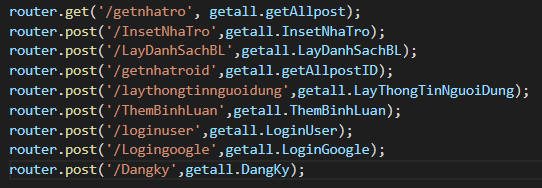 router.get('/getnhatro', getall.getAllpost);
router.post('/InsetNhaTro',getall.InsetNhaTro);
router.post('/LayDanhSachBL',getall.LayDanhSachBL);
router.post('/getnhatroid',getall.getAllpostID);
router.post('/laythongtinnguoidung',getall.LayThongTinNguoiDung);
router.post('/ThemBinhLuan',getall.ThemBinhLuan);
router.post('/loginuser',getall.LoginUser);
router.post('/Logingoogle',getall.LoginGoogle);
router.post('/Dangky',getall.DangKy);